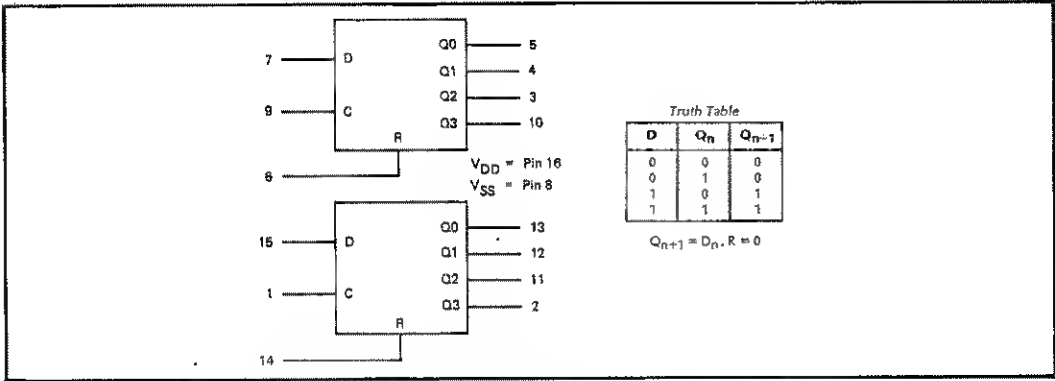 7 D Q0 5
Q1 4
9 C Q2 3
Q3 10
R
6
VDD = Pin 16
VSS = Pin 8
15 D Q0 13
Q1 12
1 C Q2 11
Q3 2
R
14
Truth Table
D Qn Qn+1
0 0 0
0 1 0
1 0 1
1 1 1
Qn+1 = Dn, R = 0